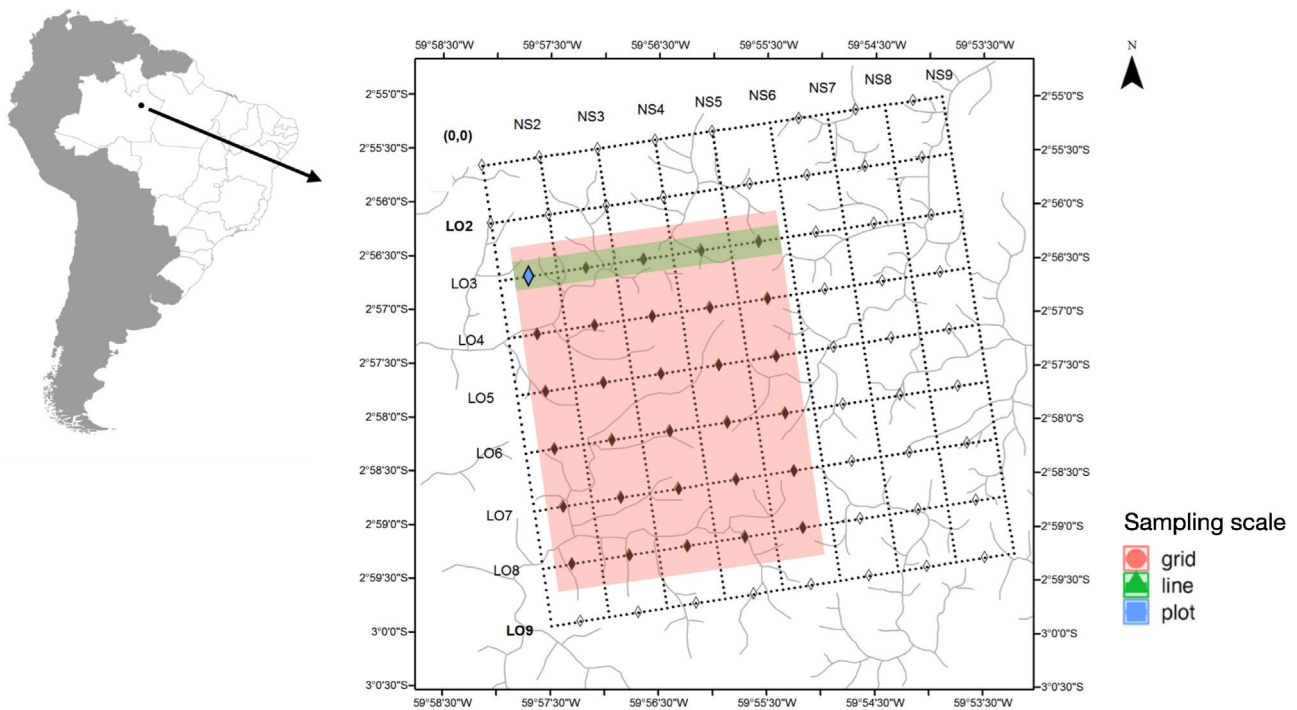 59°58'30"W 59°57'30"W 59°56'30"W 59°55'30"W 59°54'30"W 59°53'30"W
N
NS2 NS3 NS4 NS5 NS6 NS7 NS8 NS9
(0,0)
LO2
LO3
LO4
LO5
LO6
LO7
LO8
LO9
2°55'0"S
2°55'30"S
2°56'0"S
2°56'30"S
2°57'0"S
2°57'30"S
2°58'0"S
2°58'30"S
2°59'0"S
2°59'30"S
3°0'0"S
3°0'30"S
2°55'0"S
2°55'30"S
2°56'0"S
2°56'30"S
2°57'0"S
2°57'30"S
2°58'0"S
2°58'30"S
2°59'0"S
2°59'30"S
3°0'0"S
3°0'30"S
59°58'30"W 59°57'30"W 59°56'30"W 59°55'30"W 59°54'30"W 59°53'30"W
Sampling scale
grid
line
plot